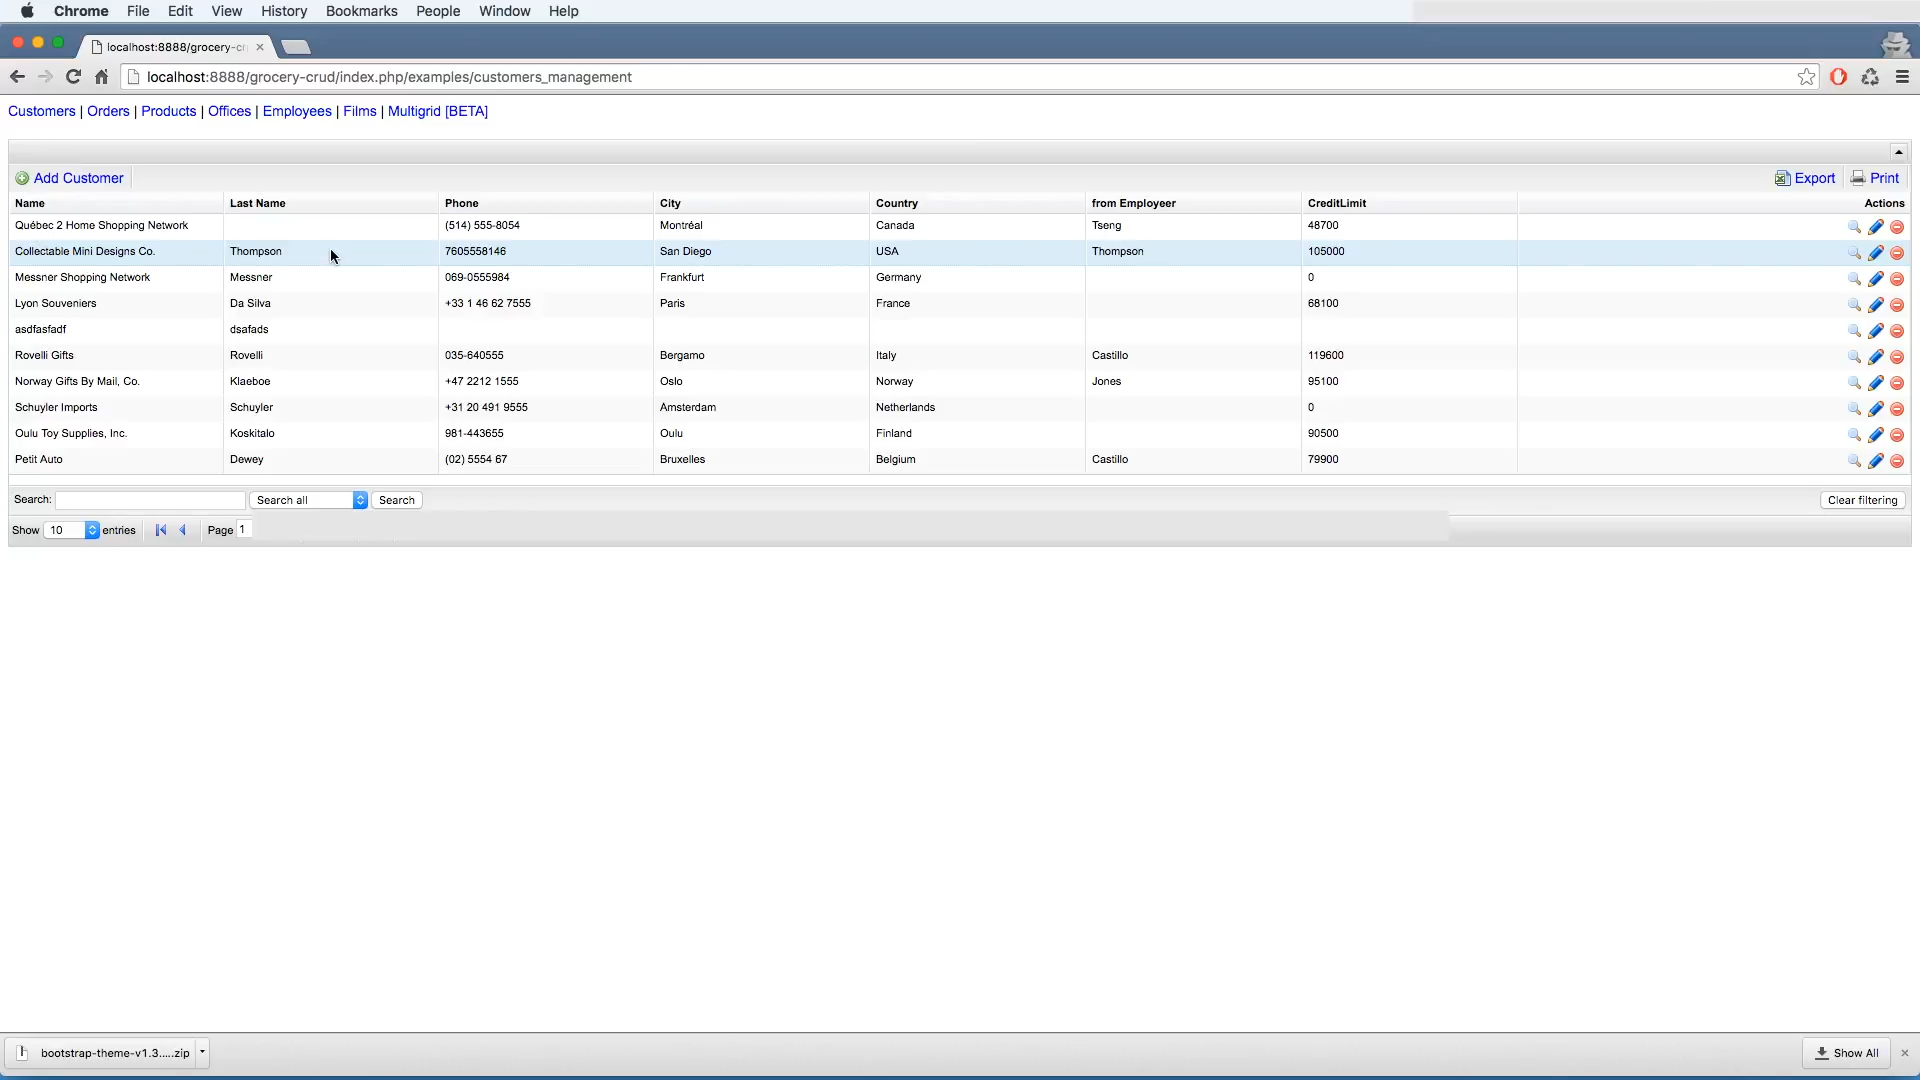 Chrome File Edit View History Bookmarks People Window Help
localhost:8888/grocery-cr
localhost:8888/grocery-crud/index.php/examples/customers_management
Customers | Orders | Products | Offices | Employees | Films | Multigrid [BETA]
Add Customer Export Print
Name Last Name Phone City Country from Employeer CreditLimit Actions
Québec 2 Home Shopping Network (514) 555-8054 Montréal Canada Tseng 48700
Collectable Mini Designs Co. Thompson 7605558146 San Diego USA Thompson 105000
Messner Shopping Network Messner 069-0555984 Frankfurt Germany 0
Lyon Souveniers Da Silva +33 1 46 62 7555 Paris France 68100
asdfasfadf dsafads
Rovelli Gifts Rovelli 035-640555 Bergamo Italy Castillo 119600
Norway Gifts By Mail, Co. Klaeboe +47 2212 1555 Oslo Norway Jones 95100
Schuyler Imports Schuyler +31 20 491 9555 Amsterdam Netherlands 0
Oulu Toy Supplies, Inc. Koskitalo 981-443655 Oulu Finland 90500
Petit Auto Dewey (02) 5554 67 Bruxelles Belgium Castillo 79900
Search: Search all Search Clear filtering
Show 10 entries Page 1
bootstrap-theme-v1.3.....zip Show All